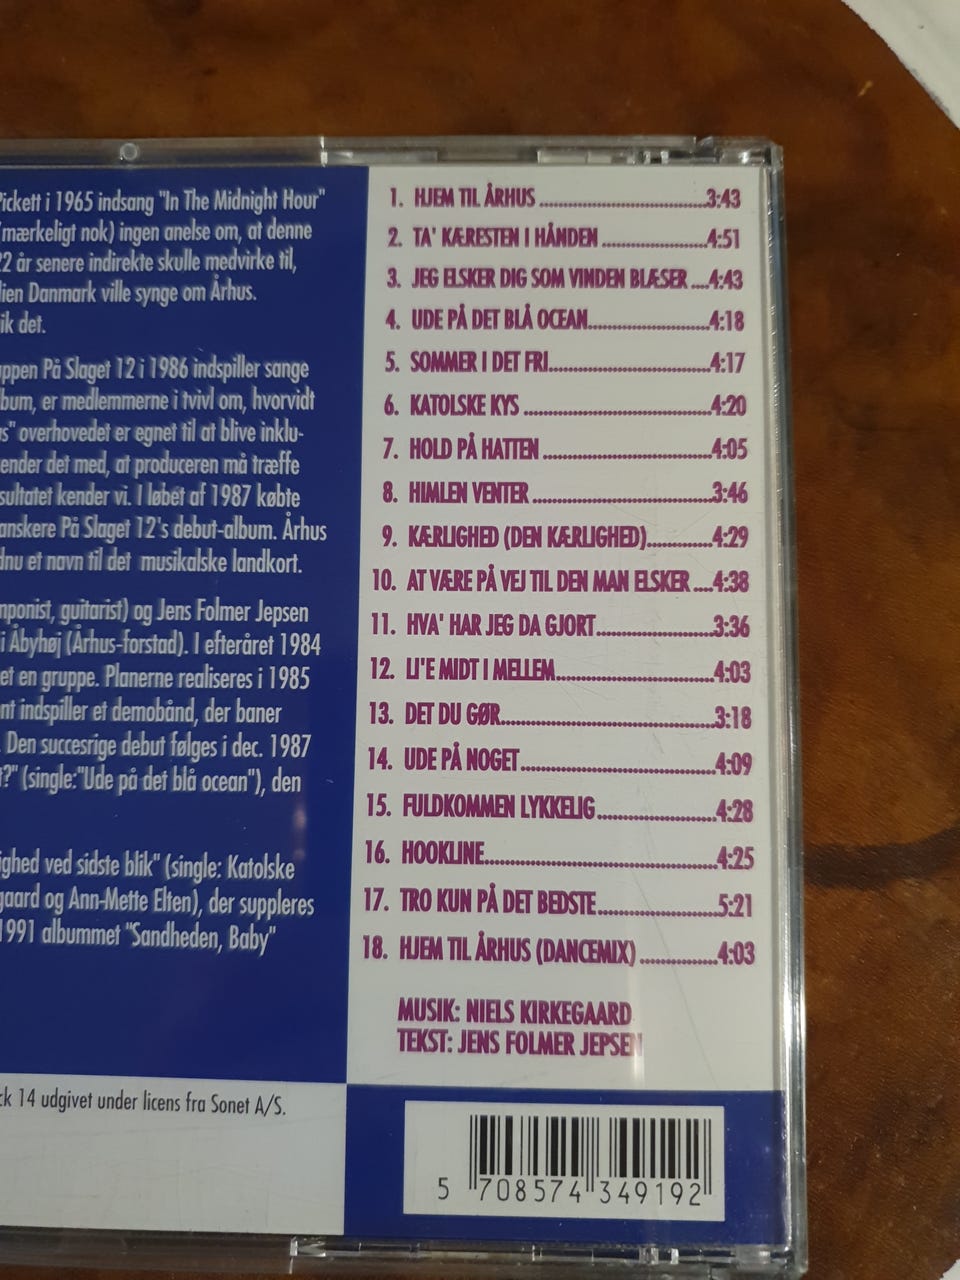 Pickett i 1965 indsang "In The Midnight Hour"
(mærkeligt nok) ingen anelse om, at denne
22 år senere indirekte skulle medvirke til,
Danmark ville synge om Århus.
det.
På Slaget 12 i 1986 indspiller sange
er medlemmerne i tvivl om, hvorvidt
overhovedet er egnet til at blive inklu-
det med, at produceren må træffe
kender vi. I løbet af 1987 købte
På Slaget 12's debut-album. Århus
et navn til det musikalske landkort.
guitarist) og Jens Folmer Jepsen
i Åbyhøj (Århus-forstad). I efteråret 1984
et en gruppe. Planerne realiseres i 1985
indspiller et demobånd, der baner
Den succesrige debut følges i dec. 1987
(single:"Ude på det blå ocean"), den
ved sidste blik" (single: Katolske
og Ann-Mette Elten), der suppleres
1991 albummet "Sandheden, Baby"
ck 14 udgivet under licens fra Sonet A/S.
1. HJEM TIL ÅRHUS 3:43
2. TA' KÆRESTEN I HÅNDEN 4:51
3. JEG ELSKER DIG SOM VINDEN BLÆSER 4:43
4. UDE PÅ DET BLÅ OCEAN 4:18
5. SOMMER I DET FRI 4:17
6. KATOLSKE KYS 4:20
7. HOLD PÅ HATTEN 4:05
8. HIMLEN VENTER 3:46
9. KÆRLIGHED (DEN KÆRLIGHED) 4:29
10. AT VÆRE PÅ VEJ TIL DEN MAN ELSKER 4:38
11. HVA' HAR JEG DA GJORT 3:36
12. LI'E MIDT I MELLEM 4:03
13. DET DU GØR 3:18
14. UDE PÅ NOGET 4:09
15. FULDKOMMEN LYKKELIG 4:28
16. HOOKLINE 4:25
17. TRO KUN PÅ DET BEDSTE 5:21
18. HJEM TIL ÅRHUS (DANCEMIX) 4:03
MUSIK: NIELS KIRKEGAARD
TEKST: JENS FOLMER JEPSEN
5 708574 349192